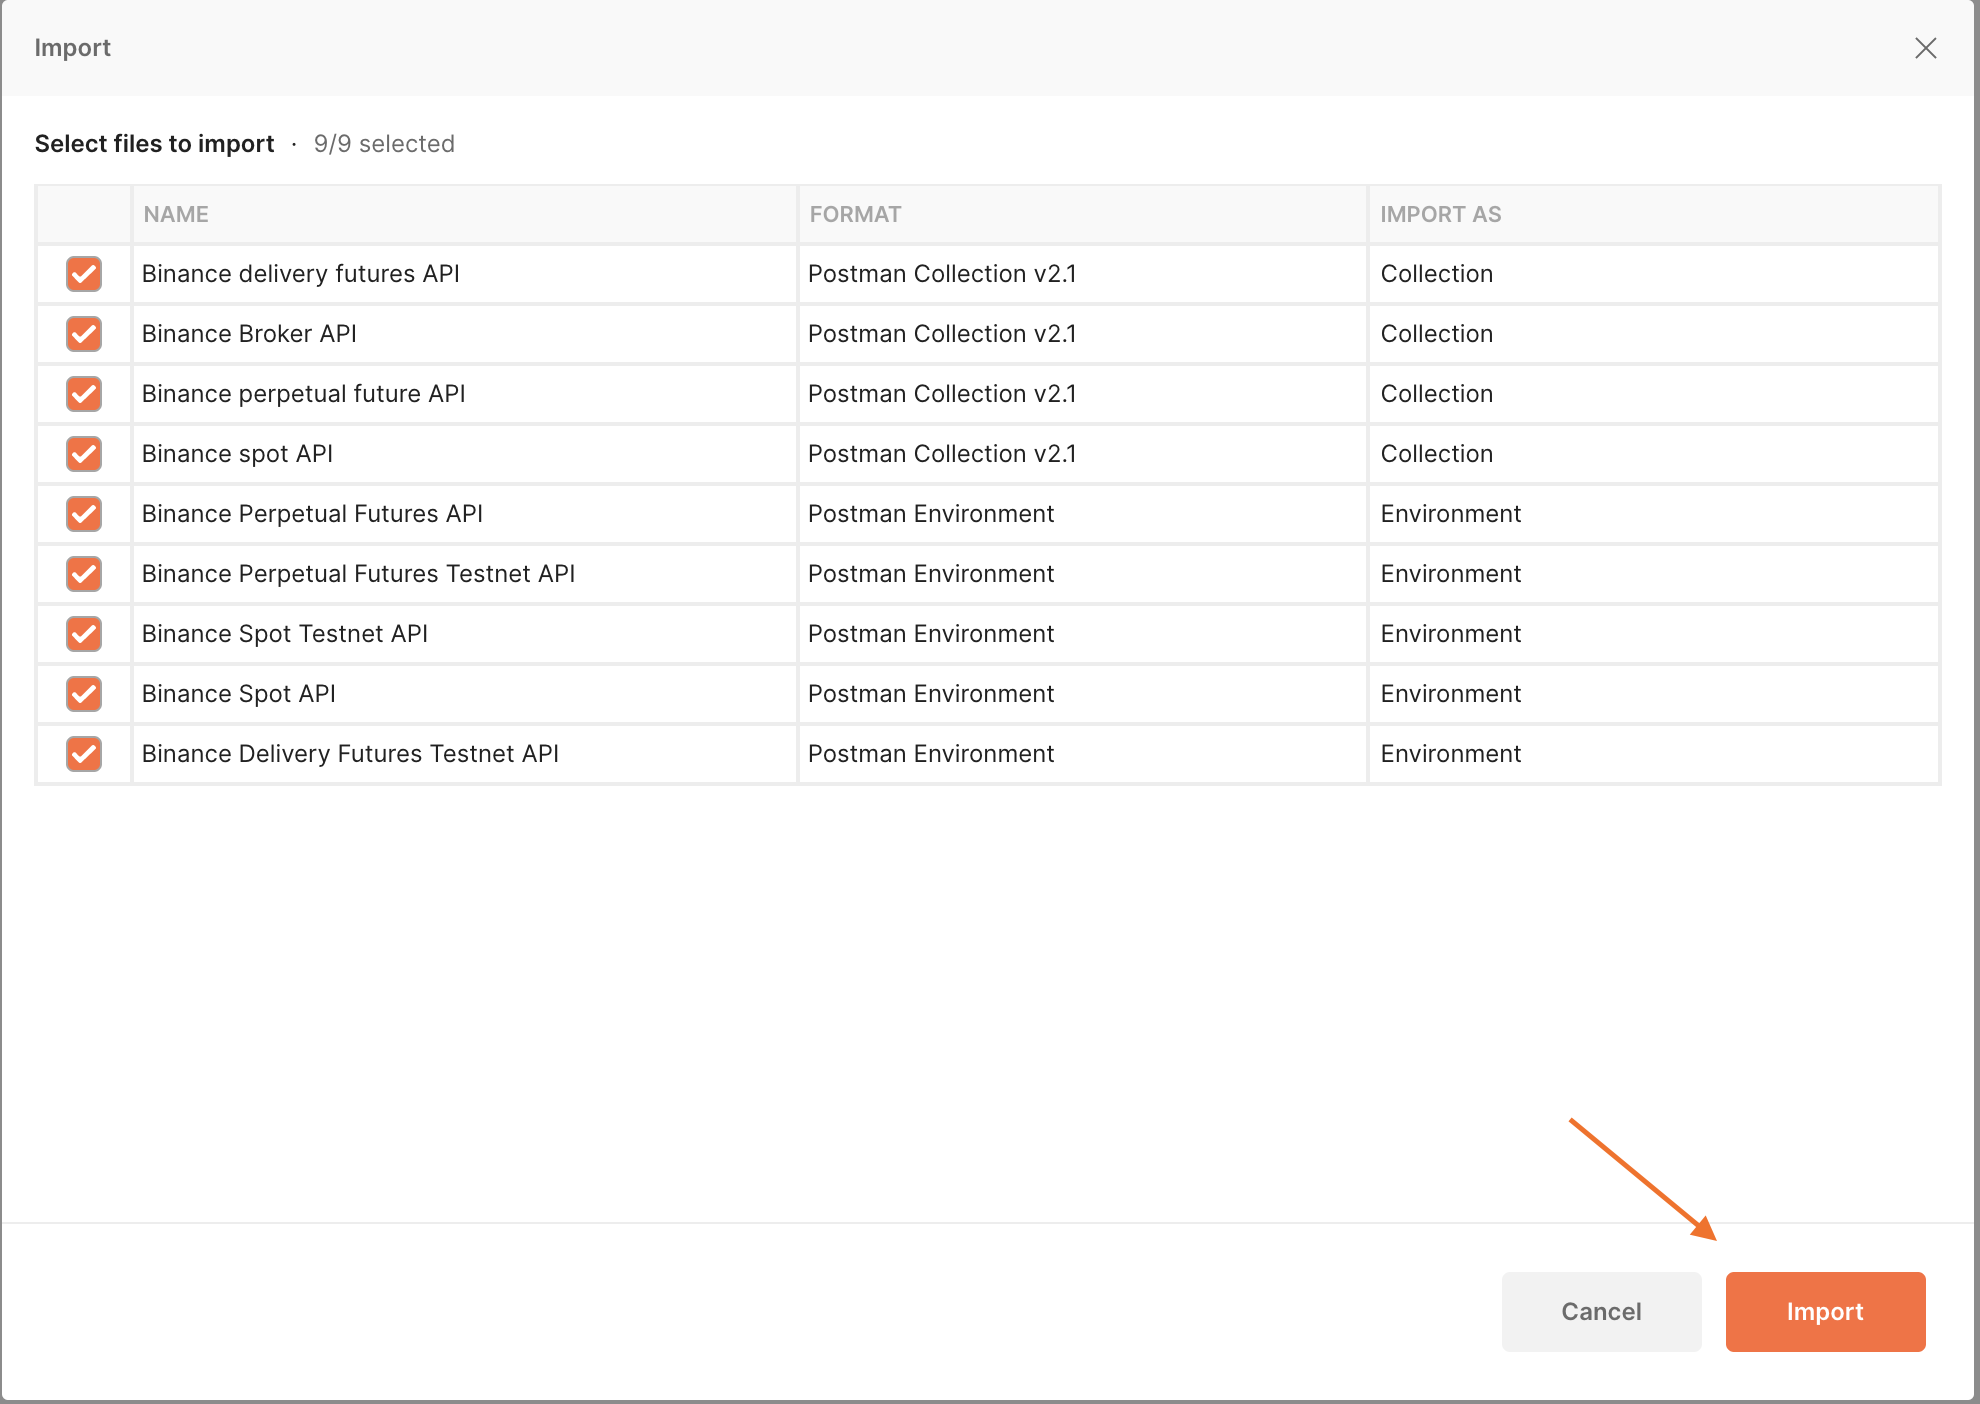 Import
Select files to import · 9/9 selected
NAME FORMAT IMPORT AS
Binance delivery futures API Postman Collection v2.1 Collection
Binance Broker API Postman Collection v2.1 Collection
Binance perpetual future API Postman Collection v2.1 Collection
Binance spot API Postman Collection v2.1 Collection
Binance Perpetual Futures API Postman Environment Environment
Binance Perpetual Futures Testnet API Postman Environment Environment
Binance Spot Testnet API Postman Environment Environment
Binance Spot API Postman Environment Environment
Binance Delivery Futures Testnet API Postman Environment Environment
Cancel Import